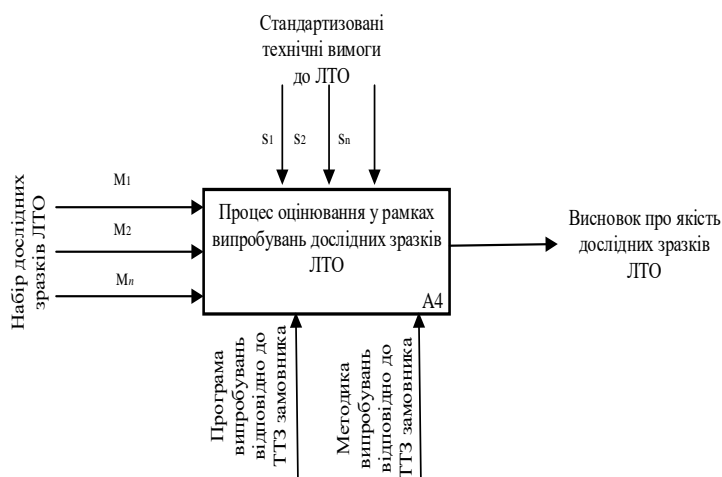 Стандартизовані
технічні вимоги
до ЛТО
s1
s2
sn
Набір дослідних
зразків ЛТО
M1
M2
Mn
Процес оцінювання у рамках
випробувань дослідних зразків
ЛТО
A4
Висновок про якість
дослідних зразків
ЛТО
Програма
випробувань
відповідно до
ТТЗ замовника
Методика
випробувань
відповідно до
ТТЗ замовника